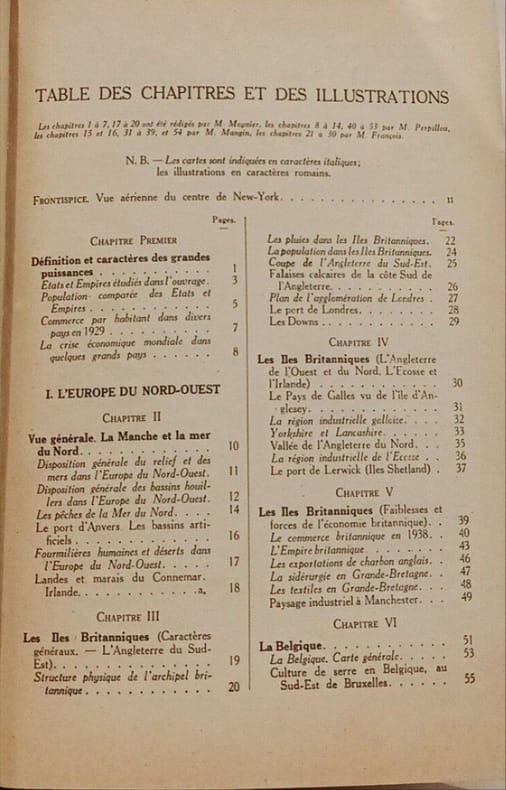 TABLE DES CHAPITRES ET DES ILLUSTRATIONS
Les chapitres 1 à 7, 17 à 20 ont été rédigés par M. Meynier, les chapitres 8 à 14, 40 à 53 par M. Perpillou,
les chapitres 15 et 16, 31 à 39, et 54 par M. Mangin, les chapitres 21 à 30 par M. François.
N. B. — Les cartes sont indiquées en caractères italiques;
les illustrations en caractères romains.
FRONTISPICE. Vue aérienne du centre de New-York. . . . . . . . . . . . . . . . II
Pages.
CHAPITRE PREMIER
Définition et caractères des grandes
puissances . . . . . . . . . . . 1
Etats et Empires étudiés dans l'ouvrage. 3
Population comparée des Etats et
Empires . . . . . . . . . . . . 5
Commerce par habitant dans divers
pays en 1929 . . . . . . . . . . 7
La crise économique mondiale dans
quelques grands pays . . . . . . 8
I. L'EUROPE DU NORD-OUEST
CHAPITRE II
Vue générale. La Manche et la mer
du Nord. . . . . . . . . . . . . 10
Disposition générale du relief et des
mers dans l'Europe du Nord-Ouest. 11
Disposition générale des bassins houil-
lers dans l'Europe du Nord-Ouest. 12
Les pêches de la Mer du Nord. . . . 14
Le port d'Anvers. Les bassins arti-
ficiels . . . . . . . . . . . . . 16
Fourmilières humaines et déserts dans
l'Europe du Nord-Ouest. . . . . 17
Landes et marais du Connemar.
Irlande. . . . . . . . . . . . a, 18
CHAPITRE III
Les Iles Britanniques (Caractères
généraux. — L'Angleterre du Sud-
Est). . . . . . . . . . . . . . . 19
Structure physique de l'archipel bri-
tannique . . . . . . . . . . . . 20
Pages.
Les pluies dans les Iles Britanniques. 22
La population dans les Iles Britanniques. 24
Coupe de l'Angleterre du Sud-Est. 25
Falaises calcaires de la côte Sud de
l'Angleterre. . . . . . . . . . . 26
Plan de l'agglomération de Londres . 27
Le port de Londres. . . . . . . . 28
Les Downs . . . . . . . . . . . . 29
CHAPITRE IV
Les Iles Britanniques (L'Angleterre
de l'Ouest et du Nord. L'Ecosse et
l'Irlande) . . . . . . . . . . . . 30
Le Pays de Galles vu de l'île d'An-
glesey. . . . . . . . . . . . . . 31
La région industrielle galloise. . . . 32
Yorkshire et Lancashire. . . . . . 33
Vallée de l'Angleterre du Nord. . . 35
La région industrielle de l'Ecosse . . 36
Le port de Lerwick (Iles Shetland) . 37
CHAPITRE V
Les Iles Britanniques (Faiblesses et
forces de l'économie britannique). . 39
Le commerce britannique en 1938. . 40
L'Empire britannique. . . . . . . . 43
Les exportations de charbon anglais. . 46
La sidérurgie en Grande-Bretagne. . 47
Les textiles en Grande-Bretagne. . . 48
Paysage industriel à Manchester. . . 49
CHAPITRE VI
La Belgique. . . . . . . . . . . . 51
La Belgique. Carte générale. . . . . 53
Culture de serre en Belgique, au
Sud-Est de Bruxelles. . . . . . . 55